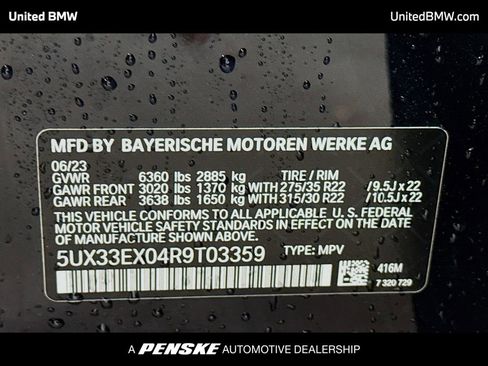 United BMW
UnitedBMW.com
MFD BY BAYERISCHE MOTOREN WERKE AG
06/23
GVWR 6360 lbs 2885 kg TIRE / RIM
GAWR FRONT 3020 lbs 1370 kg WITH 275/35 R22 /9.5J x 22
GAWR REAR 3638 lbs 1650 kg WITH 315/30 R22 /10.5J x 22
THIS VEHICLE CONFORMS TO ALL APPLICABLE U. S. FEDERAL
MOTOR VEHICLE SAFETY STANDARDS IN EFFECT ON THE DATE
OF MANUFACTURE SHOWN ABOVE.
5UX33EX04R9T03359 TYPE: MPV
416M
7 320 729
A PENSKE AUTOMOTIVE DEALERSHIP